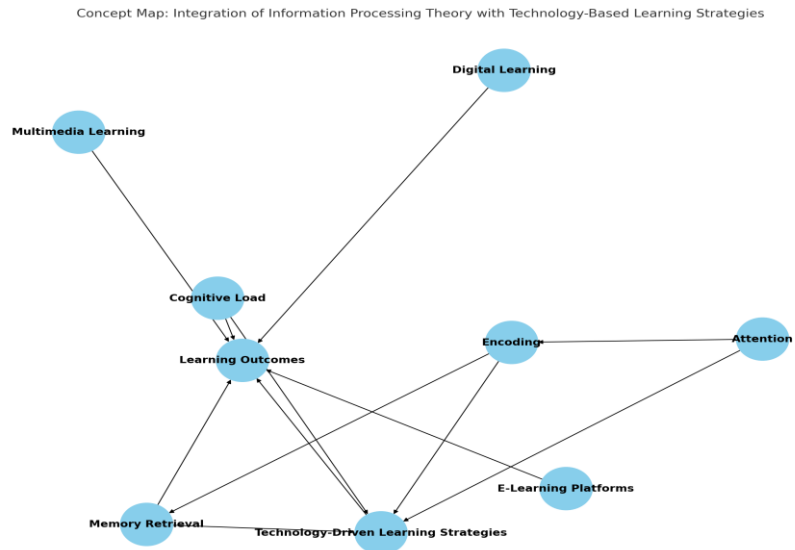 Concept Map: Integration of Information Processing Theory with Technology-Based Learning Strategies
Digital Learning
Multimedia Learning
Cognitive Load
Learning Outcomes
Encoding
Attention
E-Learning Platforms
Memory Retrieval
Technology-Driven Learning Strategies